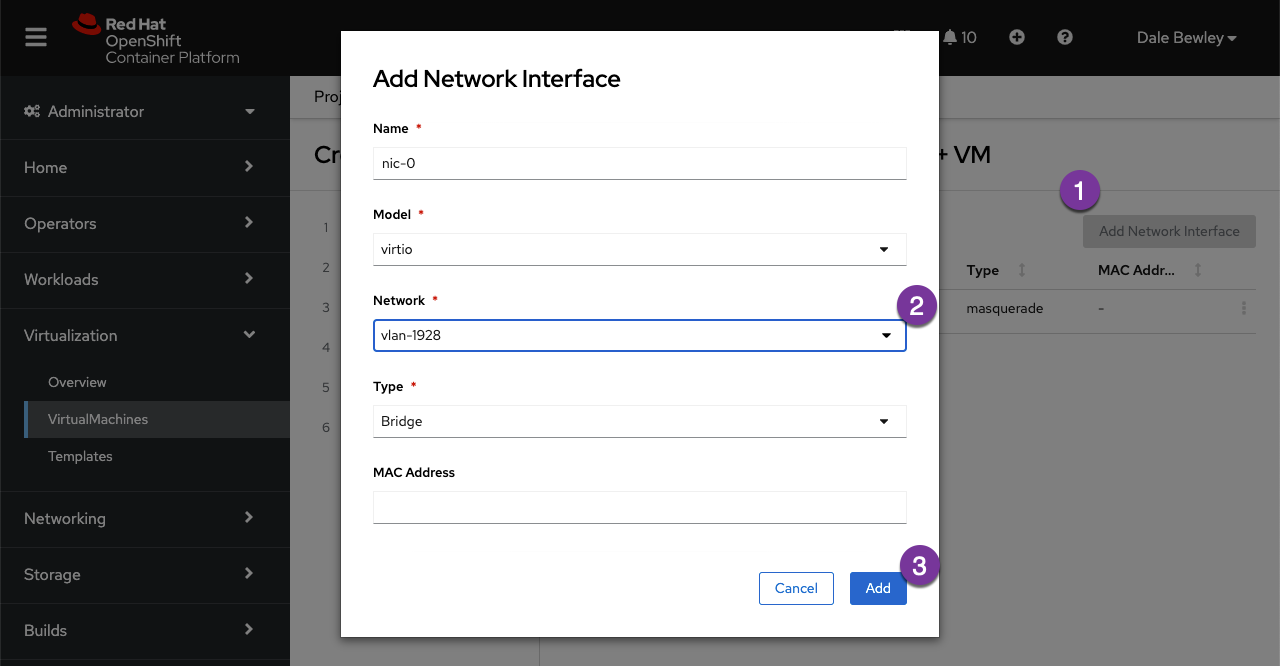 Red Hat
OpenShift
Container Platform
10
Dale Bewley
Administrator
Home
Operators
Workloads
Virtualization
Overview
VirtualMachines
Templates
Networking
Storage
Builds
Proj
Cr
+ VM
1
2
3
4
5
6
1
Add Network Interface
Type
MAC Addr...
masquerade
-
Add Network Interface
Name *
nic-0
Model *
virtio
Network *
2
vlan-1928
Type *
Bridge
MAC Address
3
Cancel
Add